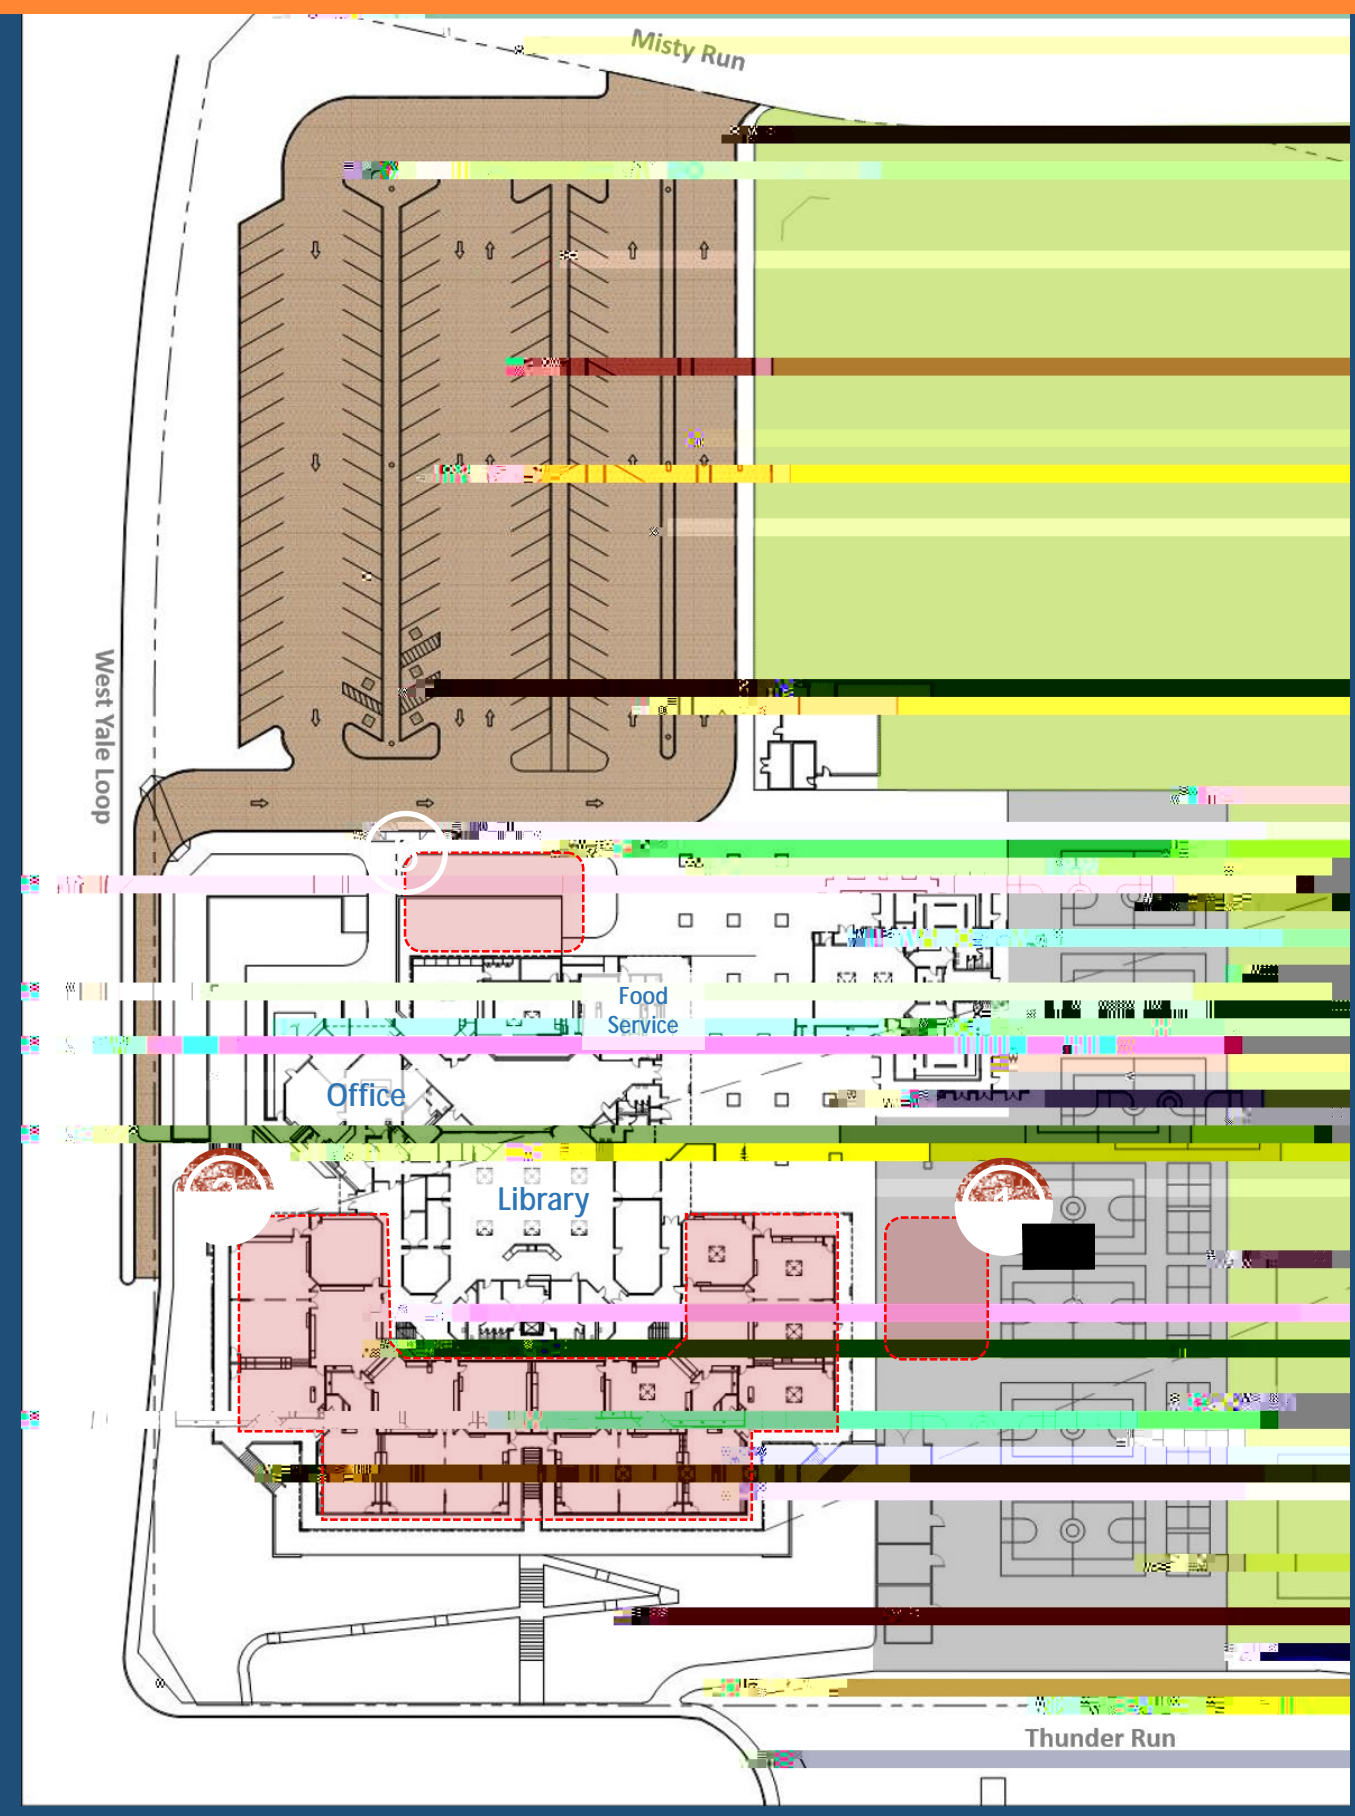 Misty Run
West Yale Loop
Food
Service
Office
Library
Thunder Run